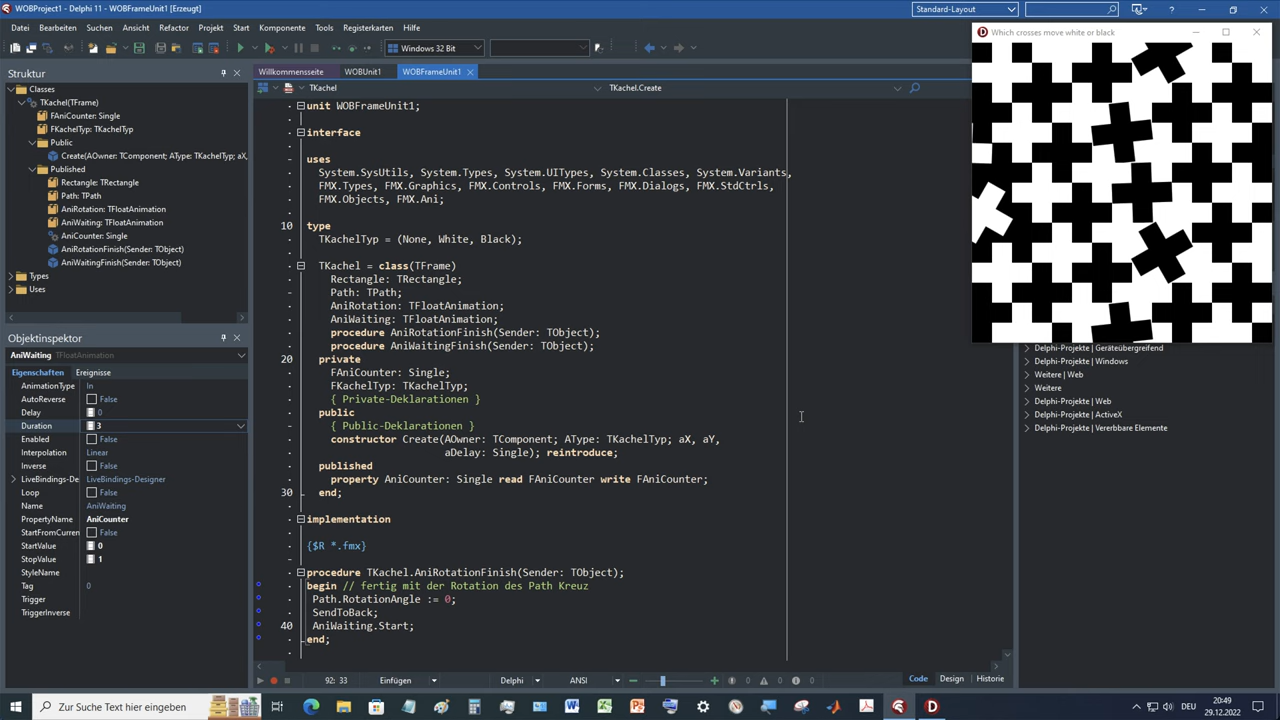 WOBProject1 - Delphi 11 - WOBFrameUnit1 [Erzeugt]
Standard-Layout
Datei Bearbeiten Suchen Ansicht Refactor Projekt Start
Windows 32 Bit
Which crosses move white or black
Struktur
Classes
TKachel(TFrame)
FAniCounter: Single
FKachelTyp: TKachelTyp
Public
Create(AOwner: TComponent; AType: TKachelTyp; aX,
Published
Rectangle: TRectangle
Path: TPath
AniRotation: TFloatAnimation
AniWaiting: TFloatAnimation
AniCounter: Single
AniRotationFinish(Sender: TObject)
AniWaitingFinish(Sender: TObject)
Types
Uses
Objektinspektor
AniWaiting TFloatAnimation
Eigenschaften Ereignisse
AnimationType In
AutoReverse False
Delay 0
Duration 3
Enabled False
Interpolation Linear
Inverse False
LiveBindings-De LiveBindings-Designer
Loop False
Name AniWaiting
PropertyName AniCounter
StartFromCurren False
StartValue 0
StopValue 1
StyleName
Tag 0
Trigger
TriggerInverse
Willkommensseite WOBUnit1 WOBFrameUnit1
TKachel TKachel.Create
unit WOBFrameUnit1;
interface
uses
System.SysUtils, System.Types, System.UITypes, System.Classes, System.Variants,
FMX.Types, FMX.Graphics, FMX.Controls, FMX.Forms, FMX.Dialogs, FMX.StdCtrls,
FMX.Objects, FMX.Ani;
10 type
TKachelTyp = (None, White, Black);
TKachel = class(TFrame)
Rectangle: TRectangle;
Path: TPath;
AniRotation: TFloatAnimation;
AniWaiting: TFloatAnimation;
procedure AniRotationFinish(Sender: TObject);
procedure AniWaitingFinish(Sender: TObject);
20 private
FAniCounter: Single;
FKachelTyp: TKachelTyp;
{ Private-Deklarationen }
public
{ Public-Deklarationen }
constructor Create(AOwner: TComponent; AType: TKachelTyp; aX, aY,
aDelay: Single); reintroduce;
published
property AniCounter: Single read FAniCounter write FAniCounter;
30 end;
implementation
{$R *.fmx}
procedure TKachel.AniRotationFinish(Sender: TObject);
begin // fertig mit der Rotation des Path Kreuz
Path.RotationAngle := 0;
SendToBack;
40 AniWaiting.Start;
end;
92: 33 Einfügen Delphi ANSI 0 0 0 Code Design Historie
Delphi-Projekte | Geräteübergreifend
Delphi-Projekte | Windows
Weitere | Web
Weitere
Delphi-Projekte | Web
Delphi-Projekte | ActiveX
Delphi-Projekte | Vererbbare Elemente
Zur Suche Text hier eingeben
DEU
20:49
29.12.2022